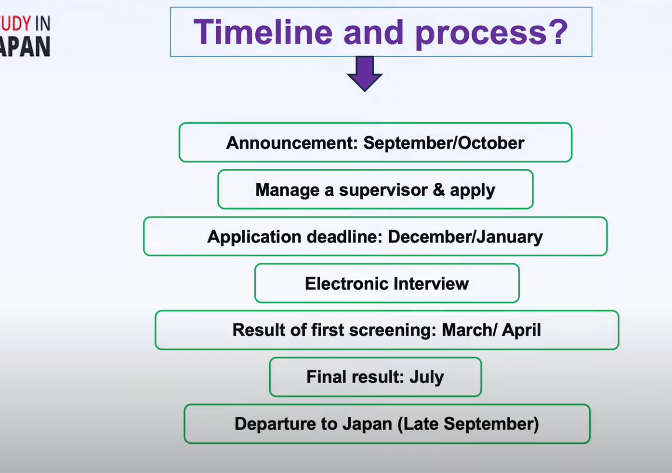 TUDY IN
APAN
Timeline and process?
Announcement: September/October
Manage a supervisor & apply
Application deadline: December/January
Electronic Interview
Result of first screening: March/ April
Final result: July
Departure to Japan (Late September)